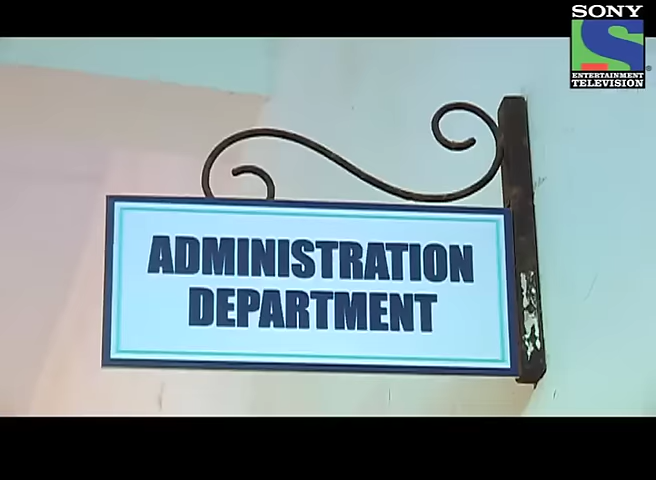 SONY
ENTERTAINMENT
TELEVISION
ADMINISTRATION
DEPARTMENT